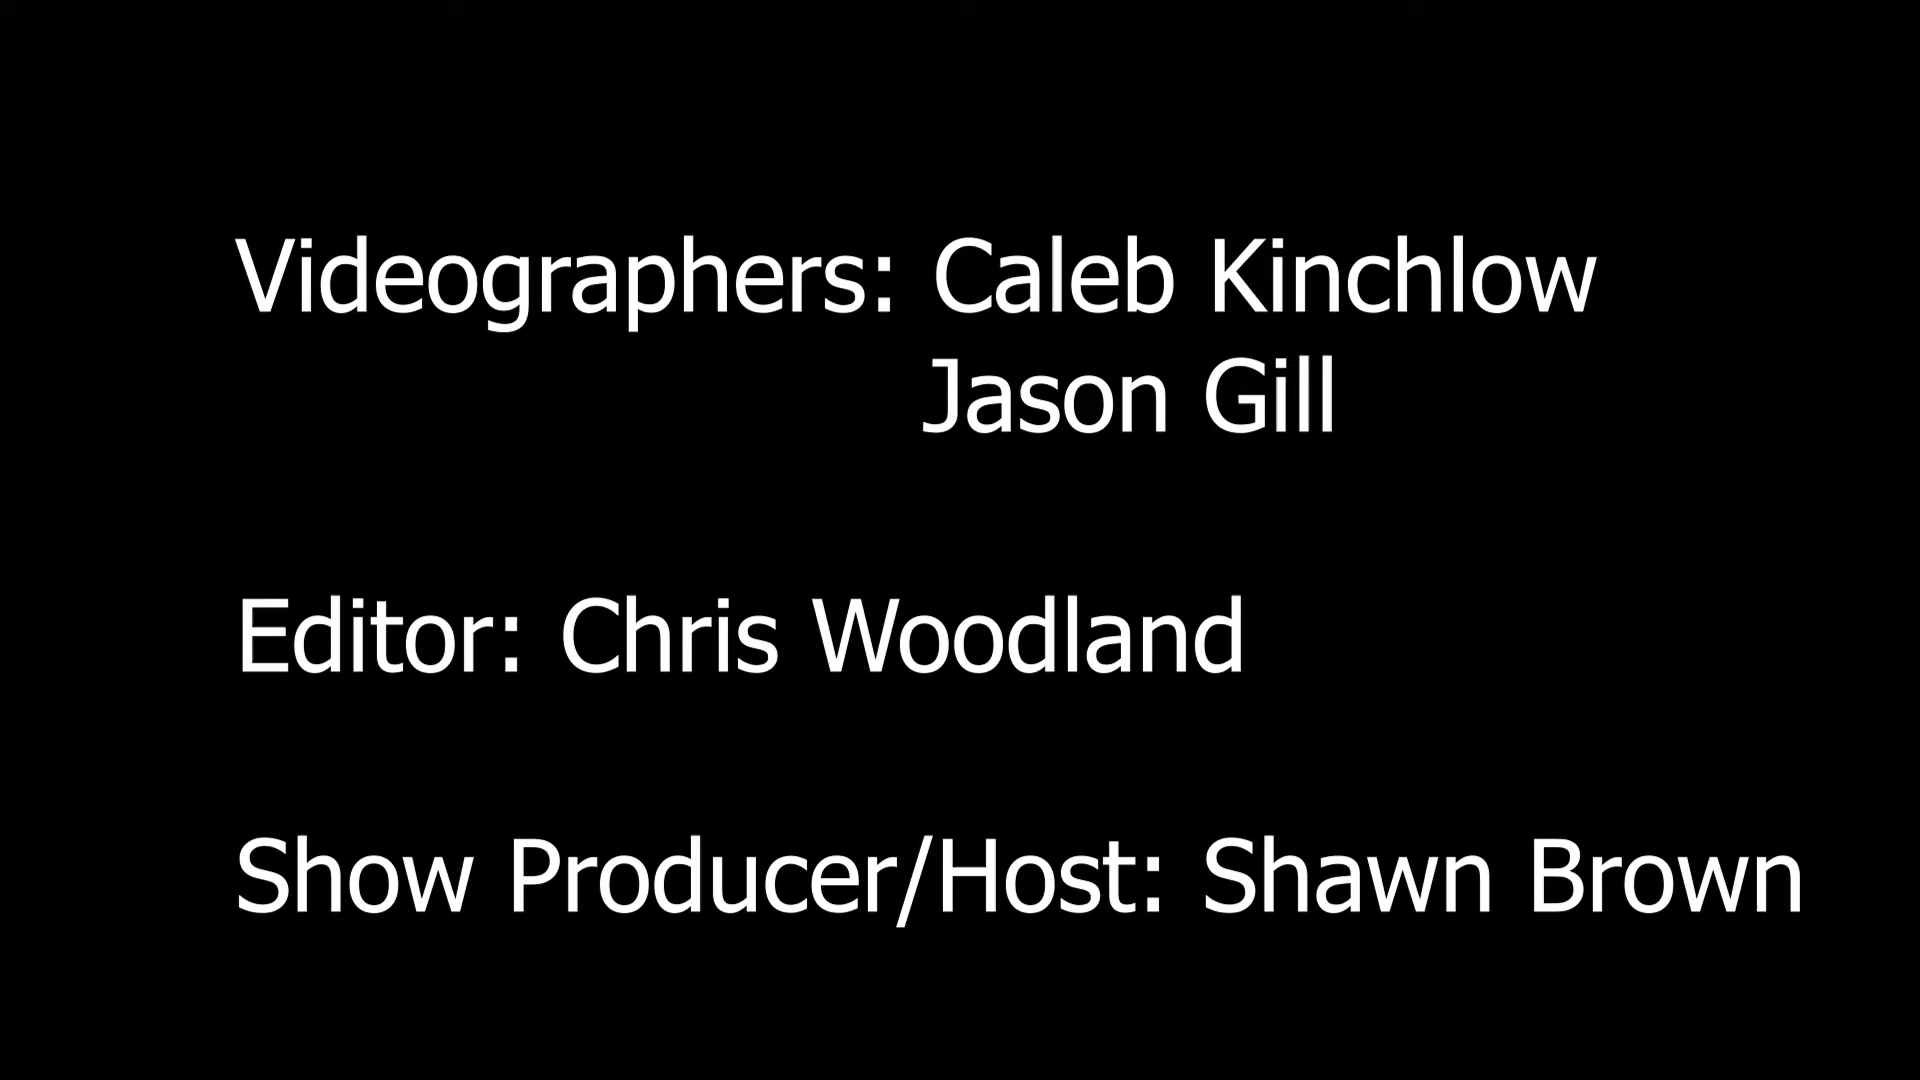 Videographers: Caleb Kinchlow
Jason Gill
Editor: Chris Woodland
Show Producer/Host: Shawn Brown